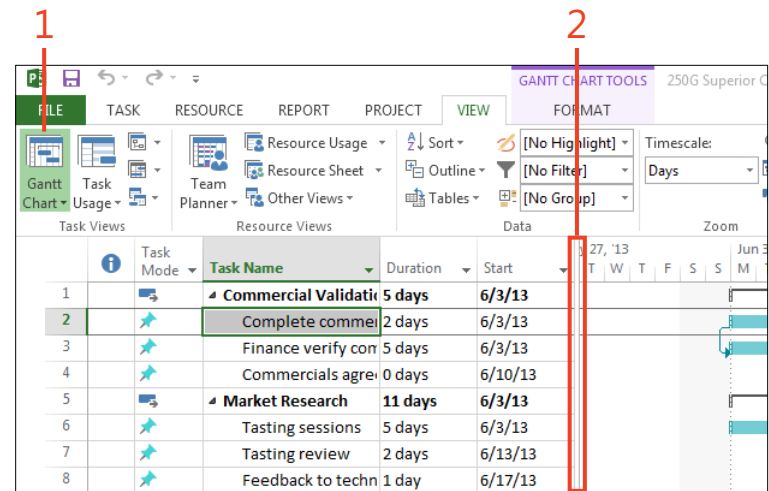 1 2
GANTT CHART TOOLS 250G Superior C
FILE TASK RESOURCE REPORT PROJECT VIEW FORMAT
Gantt Chart Task Usage Team Planner Resource Usage Sort [No Highlight] Timescale:
Resource Sheet Outline [No Filter] Days
Other Views Tables [No Group]
Task Views Resource Views Data Zoom
Task Mode Task Name Duration Start 27, '13 Jun 3
T W T F S S M
1 Commercial Validati 5 days 6/3/13
2 Complete comme 2 days 6/3/13
3 Finance verify com 5 days 6/3/13
4 Commercials agre 0 days 6/10/13
5 Market Research 11 days 6/3/13
6 Tasting sessions 5 days 6/3/13
7 Tasting review 2 days 6/13/13
8 Feedback to techn 1 day 6/17/13